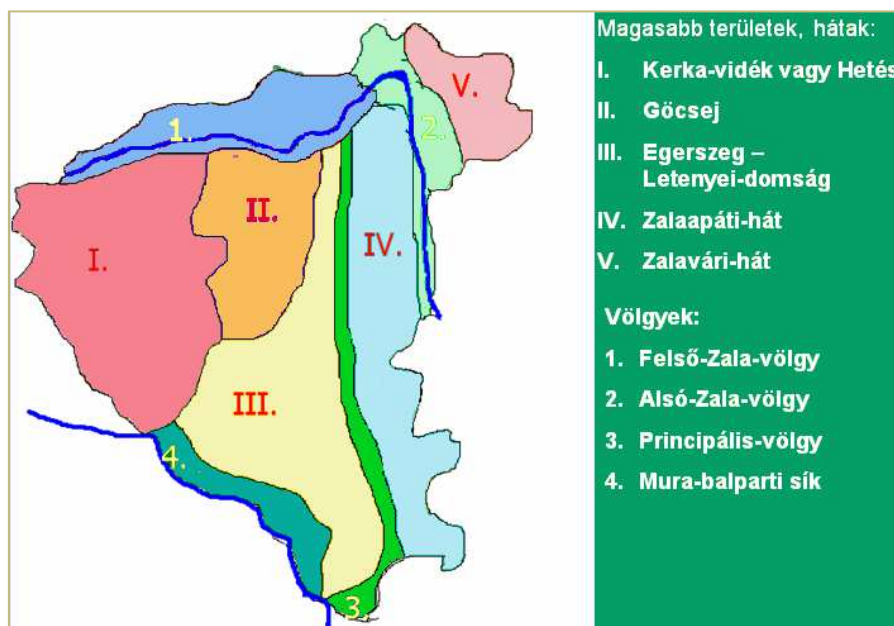 1.
V.
2.
II.
I.
IV.
III.
4.
3.
Magasabb területek, hátak:
I. Kerka-vidék vagy Hetés
II. Göcsej
III. Egerszeg –
Letenyei-domság
IV. Zalaapáti-hát
V. Zalavári-hát
Völgyek:
1. Felső-Zala-völgy
2. Alsó-Zala-völgy
3. Principális-völgy
4. Mura-balparti sík